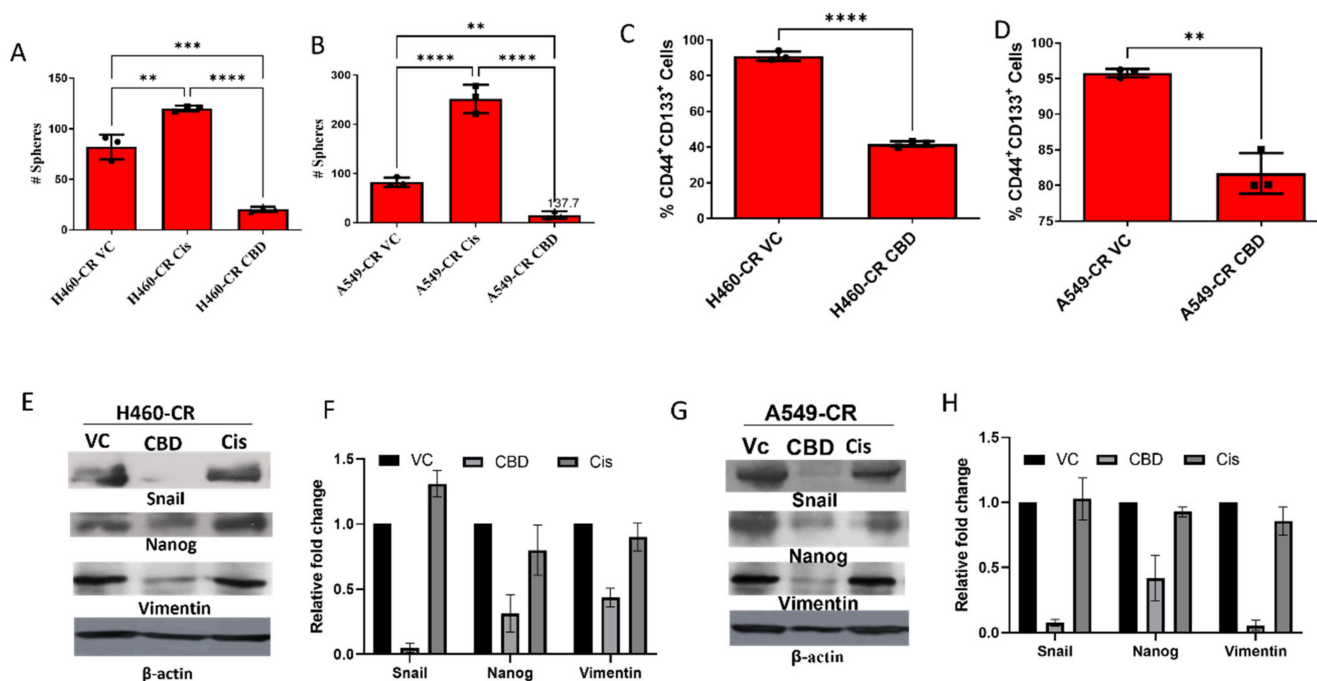 A
***
**
****
# Spheres
150
100
50
0
H460-CR VC
H460-CR Cis
H460-CR CBD
B
**
****
****
# Spheres
300
200
100
0
137.7
A549-CR VC
A549-CR Cis
A549-CR CBD
C
****
% CD44+CD133+ Cells
100
80
60
40
20
0
H460-CR VC
H460-CR CBD
D
**
% CD44+CD133+ Cells
95
90
85
80
75
A549-CR VC
A549-CR CBD
E
H460-CR
VC CBD Cis
Snail
Nanog
Vimentin
β-actin
F
VC CBD Cis
Relative fold change
1.5
1.0
0.5
0.0
Snail Nanog Vimentin
G
A549-CR
Vc CBD Cis
Snail
Nanog
Vimentin
β-actin
H
VC CBD Cis
Relative fold change
1.5
1.0
0.5
0.0
Snail Nanog Vimentin